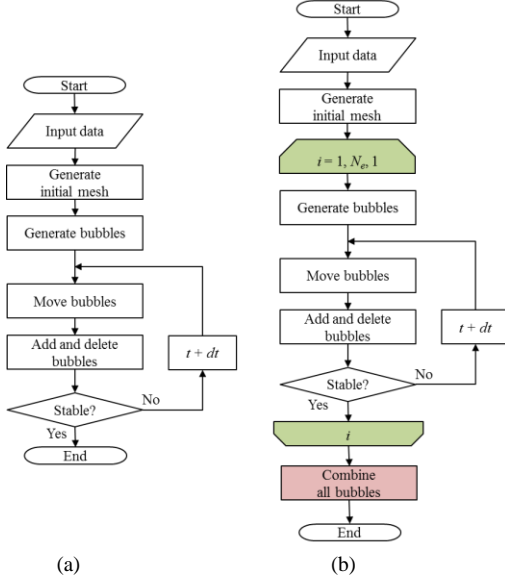 Start
Input data
Generate
initial mesh
Generate bubbles
Move bubbles
Add and delete
bubbles
t + dt
Stable?
No
Yes
End
(a)
Start
Input data
Generate
initial mesh
i = 1, Ne, 1
Generate bubbles
Move bubbles
Add and delete
bubbles
t + dt
Stable?
No
Yes
i
Combine
all bubbles
End
(b)